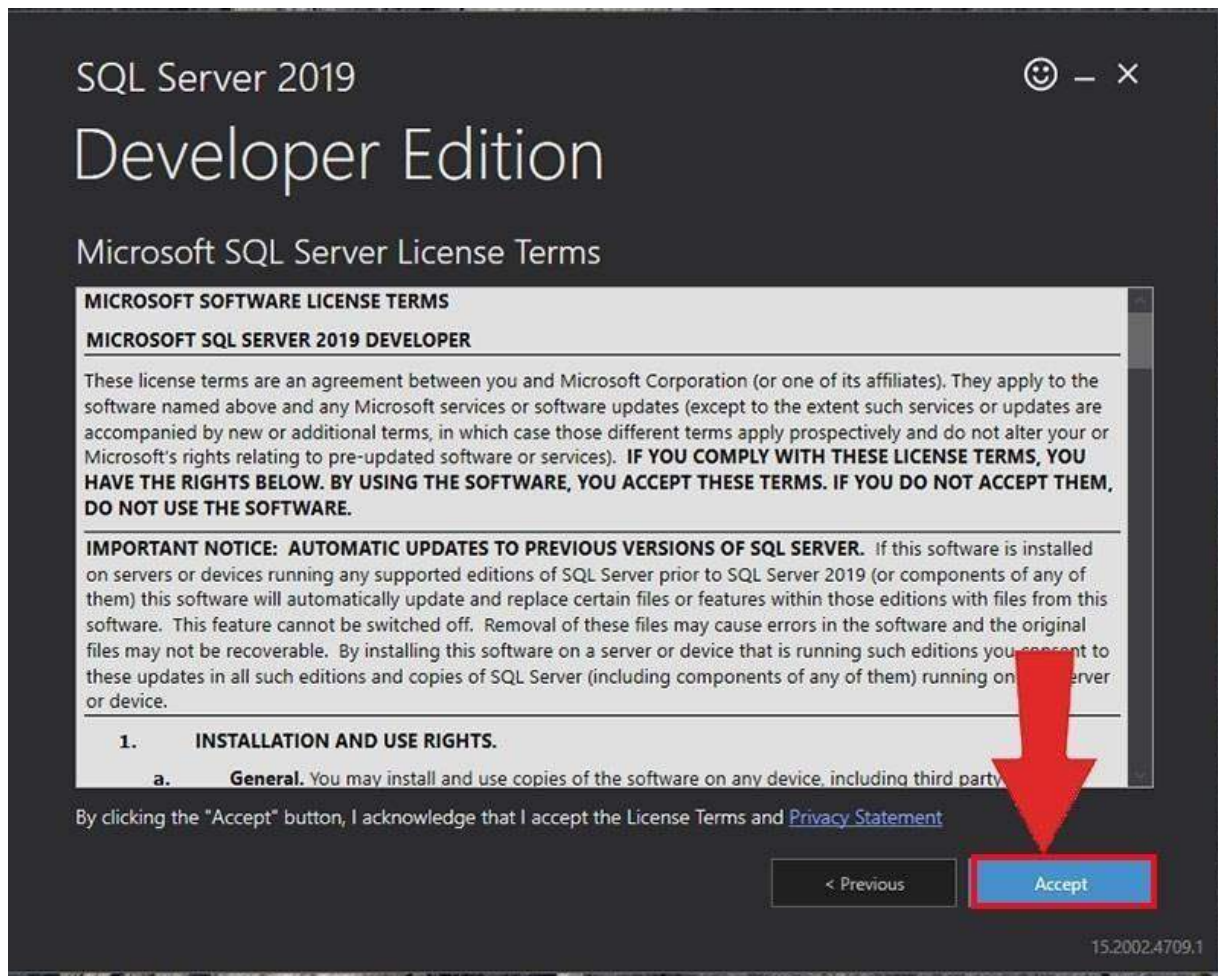 SQL Server 2019
Developer Edition
Microsoft SQL Server License Terms
MICROSOFT SOFTWARE LICENSE TERMS
MICROSOFT SQL SERVER 2019 DEVELOPER
These license terms are an agreement between you and Microsoft Corporation (or one of its affiliates). They apply to the
software named above and any Microsoft services or software updates (except to the extent such services or updates are
accompanied by new or additional terms, in which case those different terms apply prospectively and do not alter your or
Microsoft's rights relating to pre-updated software or services). IF YOU COMPLY WITH THESE LICENSE TERMS, YOU
HAVE THE RIGHTS BELOW. BY USING THE SOFTWARE, YOU ACCEPT THESE TERMS. IF YOU DO NOT ACCEPT THEM,
DO NOT USE THE SOFTWARE.
IMPORTANT NOTICE: AUTOMATIC UPDATES TO PREVIOUS VERSIONS OF SQL SERVER. If this software is installed
on servers or devices running any supported editions of SQL Server prior to SQL Server 2019 (or components of any of
them) this software will automatically update and replace certain files or features within those editions with files from this
software. This feature cannot be switched off. Removal of these files may cause errors in the software and the original
files may not be recoverable. By installing this software on a server or device that is running such editions you consent to
these updates in all such editions and copies of SQL Server (including components of any of them) running on server
or device.
1. INSTALLATION AND USE RIGHTS.
a. General. You may install and use copies of the software on any device, including third party
By clicking the "Accept" button, I acknowledge that I accept the License Terms and Privacy Statement
< Previous
Accept
15.2002.4709.1